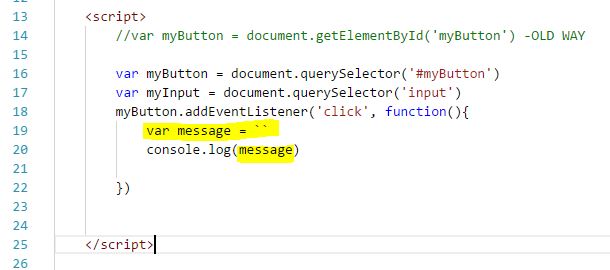 13 <script>
14 //var myButton = document.getElementById('myButton') -OLD WAY
15
16 var myButton = document.querySelector('#myButton')
17 var myInput = document.querySelector('input')
18 myButton.addEventListener('click', function(){
19 var message = ``
20 console.log(message)
21
22 })
23
24
25 </script>
26